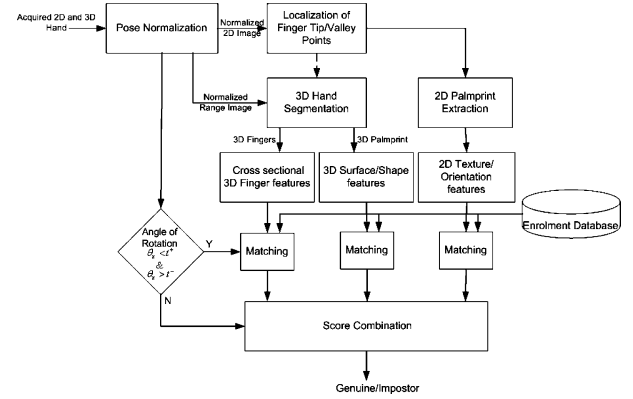 Acquired 2D and 3D
Hand
Pose Normalization
Normalized
2D Image
Localization of
Finger Tip/Valley
Points
Normalized
Range Image
3D Hand
Segmentation
2D Palmprint
Extraction
3D Fingers
3D Palmprint
Cross sectional
3D Finger features
3D Surface/Shape
features
2D Texture/
Orientation
features
Enrolment Database
Angle of
Rotation
θx <t+
&
θx >t−
Y
N
Matching
Matching
Matching
Score Combination
Genuine/Impostor